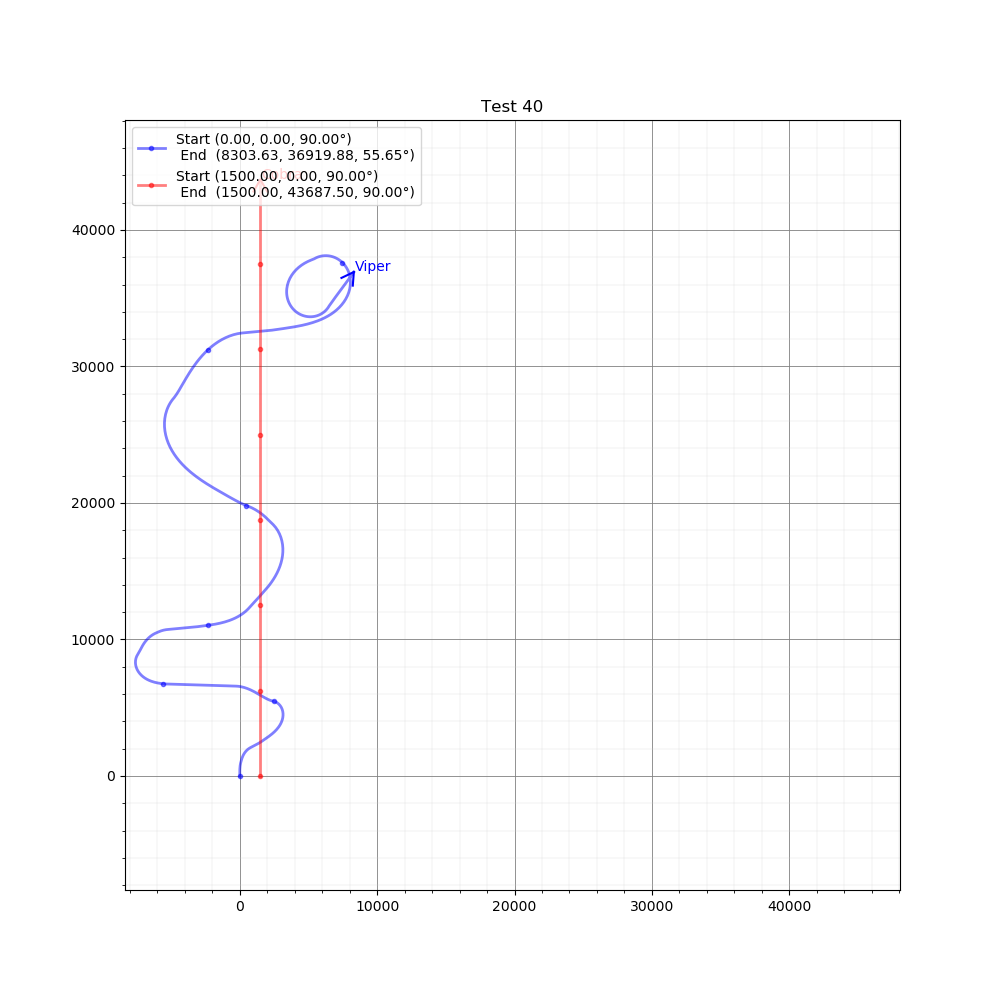 Test 40
Start (0.00, 0.00, 90.00°)
End  (8303.63, 36919.88, 55.65°)
Start (1500.00, 0.00, 90.00°)
End  (1500.00, 43687.50, 90.00°)
Viper
40000
30000
20000
10000
0
0 10000 20000 30000 40000